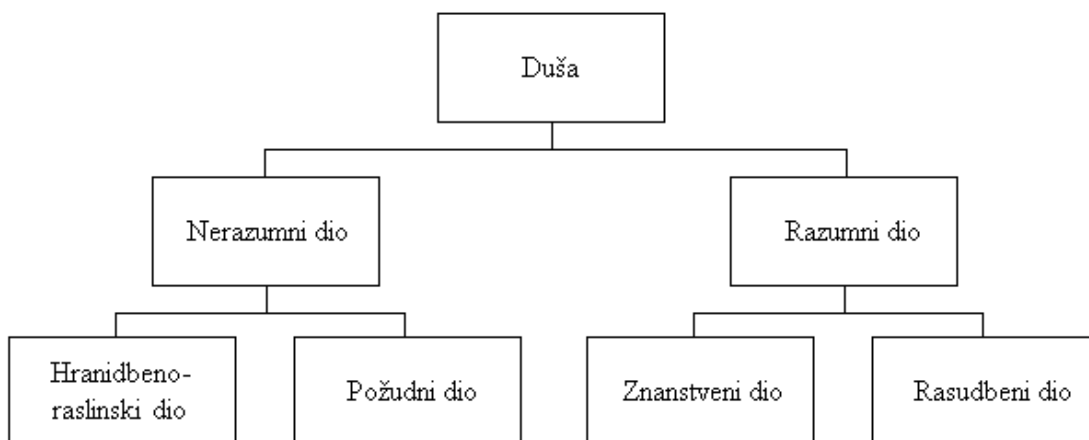 Duša
Nerazumni dio
Razumni dio
Hranidbeno-
raslinski dio
Požudni dio
Znanstveni dio
Rasudbeni dio